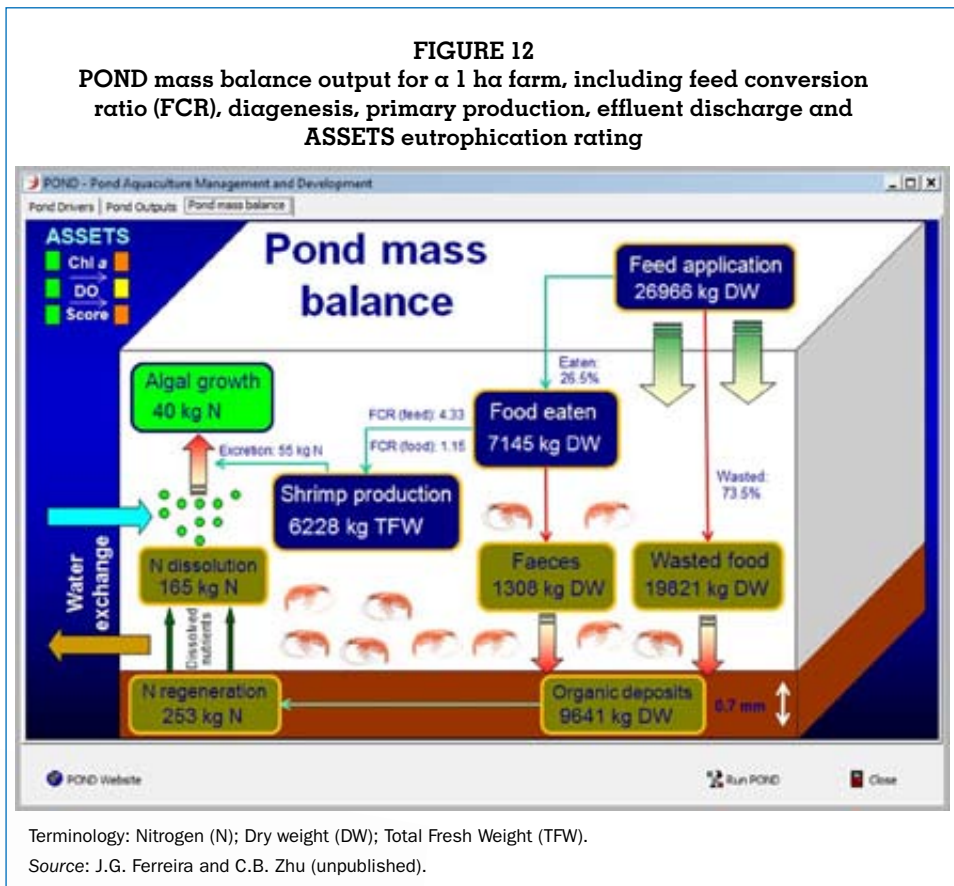 FIGURE 12
POND mass balance output for a 1 ha farm, including feed conversion
ratio (FCR), diagenesis, primary production, effluent discharge and
ASSETS eutrophication rating
POND - Pond Aquaculture Management and Development
Pond Drivers | Pond Outputs | Pond mass balance
ASSETS
Chl a
DO
Score
Pond mass
balance
Feed application
26966 kg DW
Eaten:
26.5%
Algal growth
40 kg N
FCR (feed): 4.33
FCR (food): 1.15
Food eaten
7145 kg DW
Excretion: 55 kg N
Wasted:
73.5%
Shrimp production
6228 kg TFW
Water
exchange
N dissolution
165 kg N
Faeces
1308 kg DW
Wasted food
19821 kg DW
Dissolved
nutrients
N regeneration
253 kg N
Organic deposits
9641 kg DW
POND Website
Run POND
Close
Terminology: Nitrogen (N); Dry weight (DW); Total Fresh Weight (TFW).
Source: J.G. Ferreira and C.B. Zhu (unpublished).